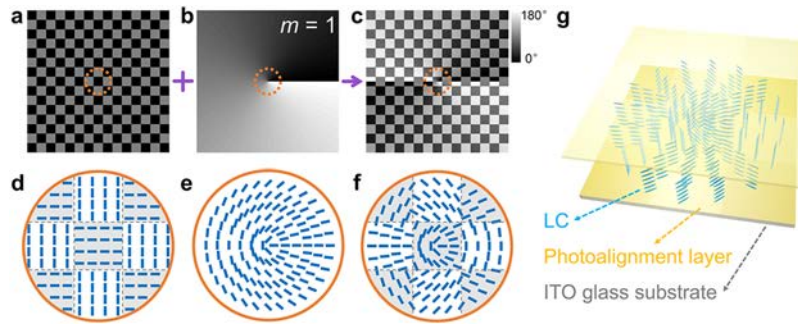 a
b
m = 1
c
180°
0°
d
e
f
g
LC
Photoalignment layer
ITO glass substrate